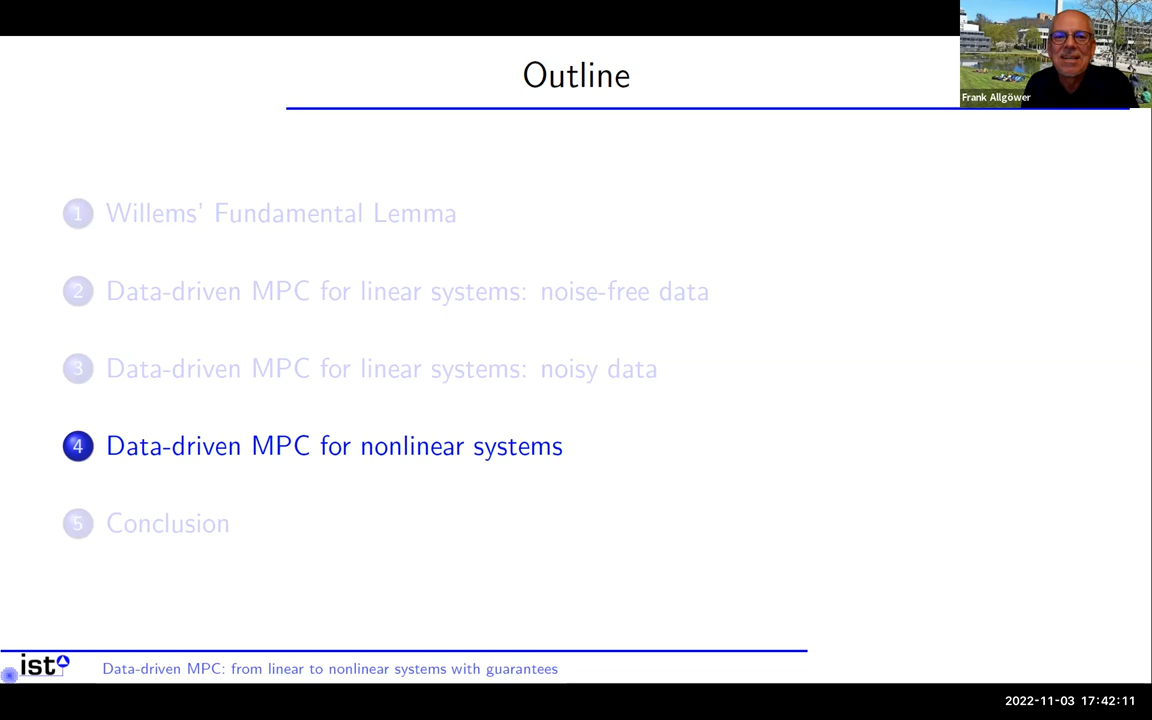 Outline
Frank Allgöwer
1 Willems' Fundamental Lemma
2 Data-driven MPC for linear systems: noise-free data
3 Data-driven MPC for linear systems: noisy data
4 Data-driven MPC for nonlinear systems
5 Conclusion
ist
Data-driven MPC: from linear to nonlinear systems with guarantees
2022-11-03 17:42:11